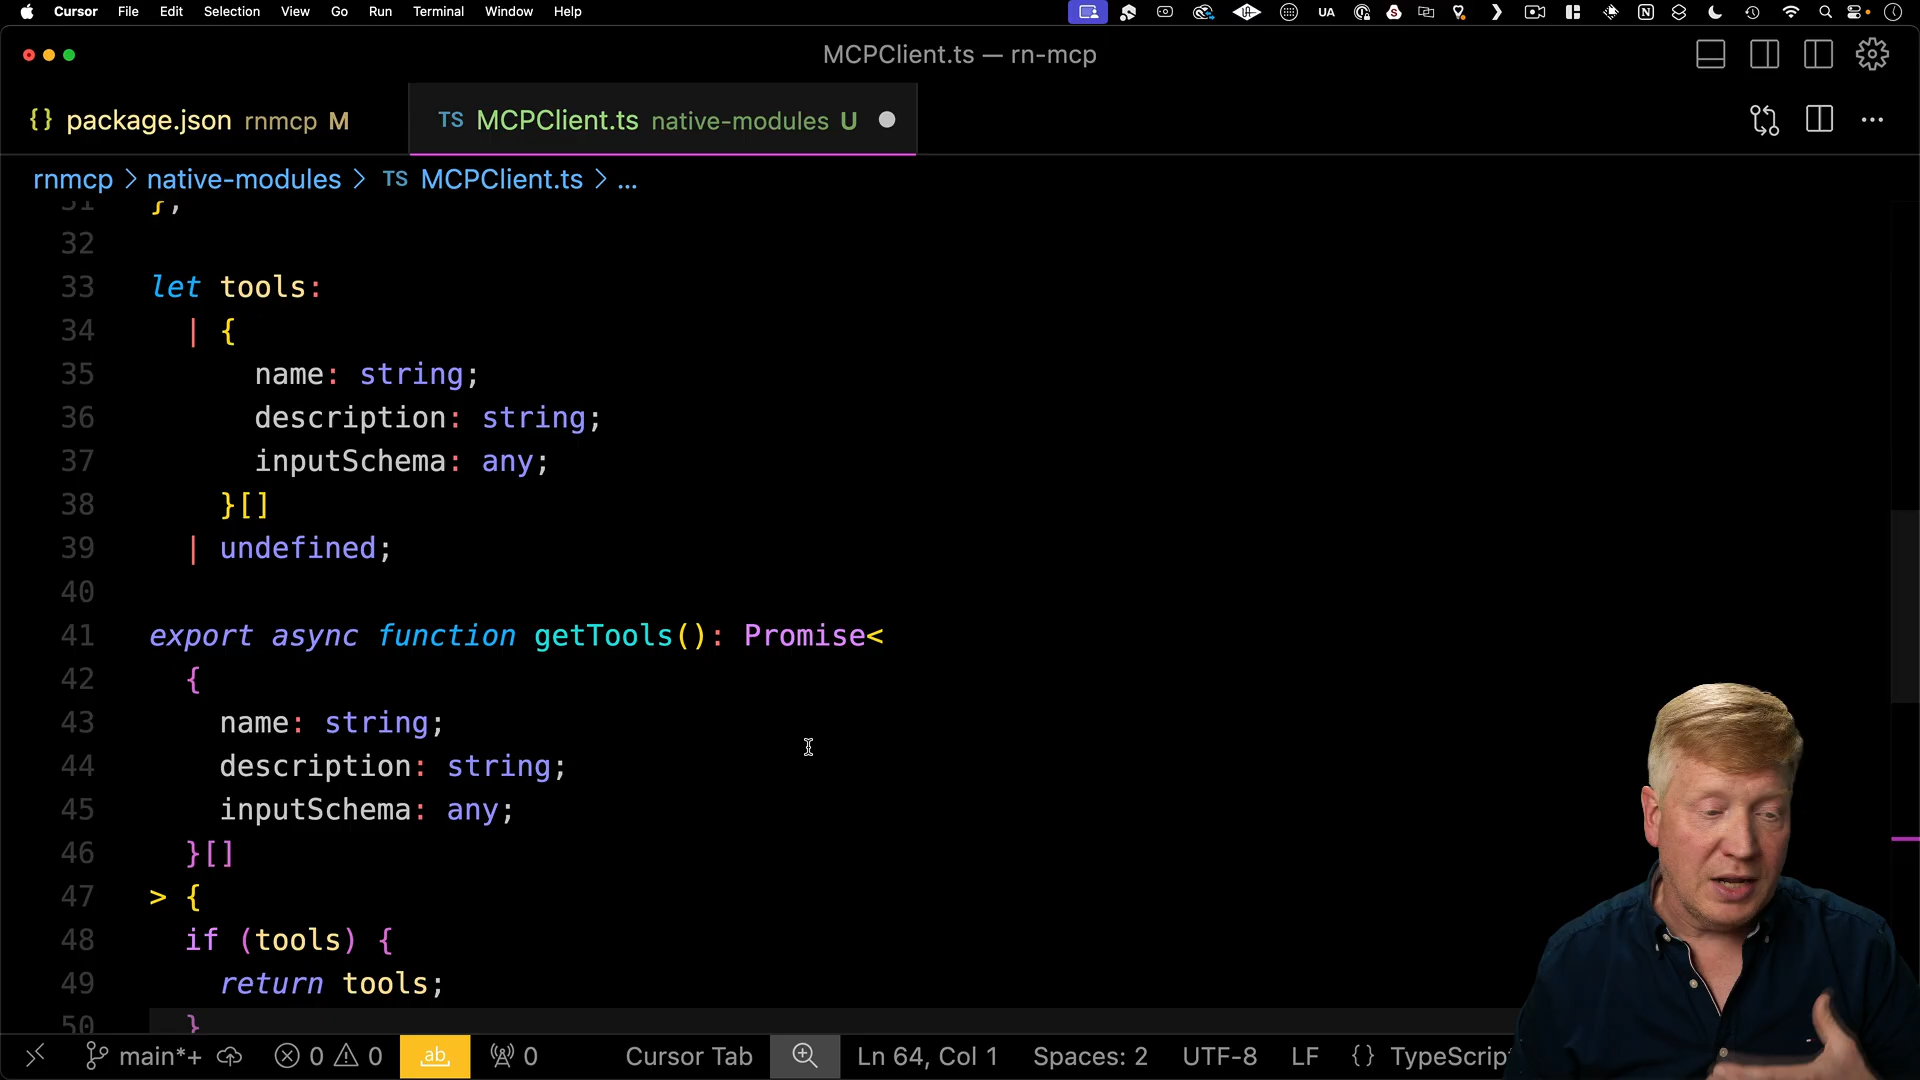 Cursor File Edit Selection View Go Run Terminal Window Help UA
MCPClient.ts — rn-mcp
{} package.json rnmcp M
TS MCPClient.ts native-modules U
rnmcp > native-modules > TS MCPClient.ts > ...
31 },
32
33 let tools:
34 | {
35 name: string;
36 description: string;
37 inputSchema: any;
38 }[]
39 | undefined;
40
41 export async function getTools(): Promise<
42 {
43 name: string;
44 description: string;
45 inputSchema: any;
46 }[]
47 > {
48 if (tools) {
49 return tools;
50 }
main*+ 0 0 ab 0 Cursor Tab Ln 64, Col 1 Spaces: 2 UTF-8 LF {} TypeScrip